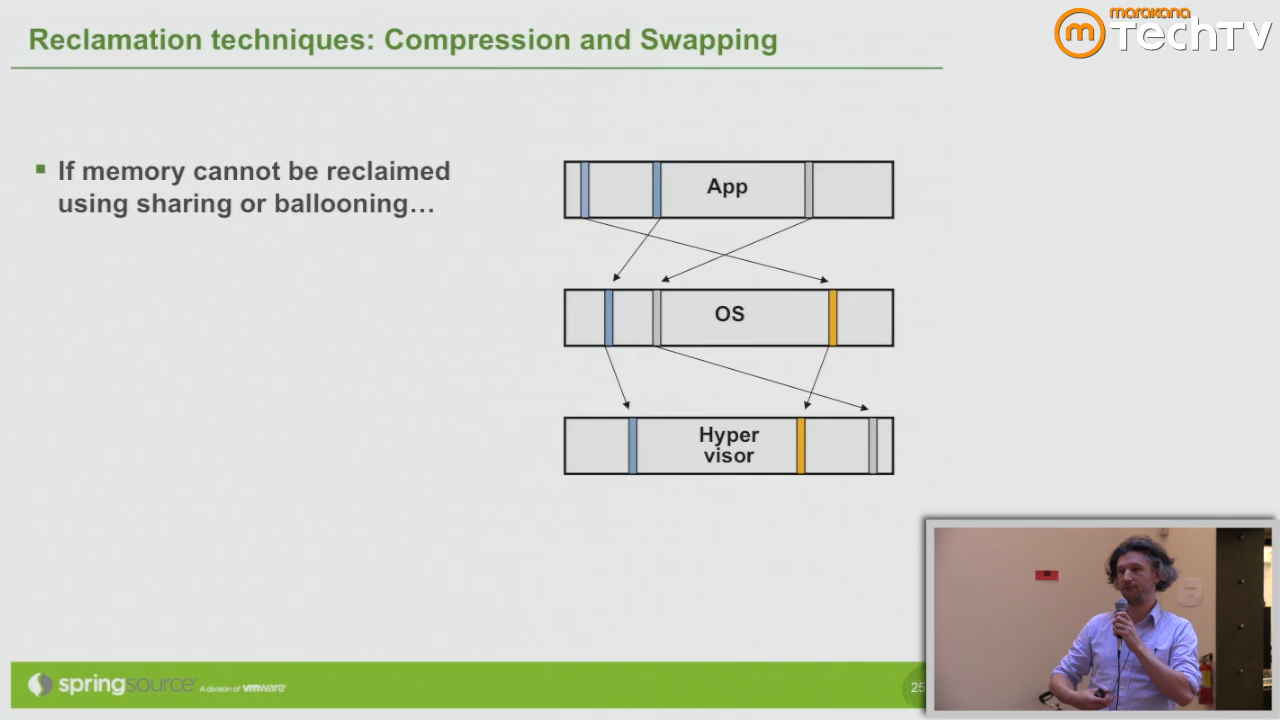 Reclamation techniques: Compression and Swapping
marakana
TechTV
If memory cannot be reclaimed
using sharing or ballooning…
App
OS
Hyper
visor
springsource A division of vmware
25